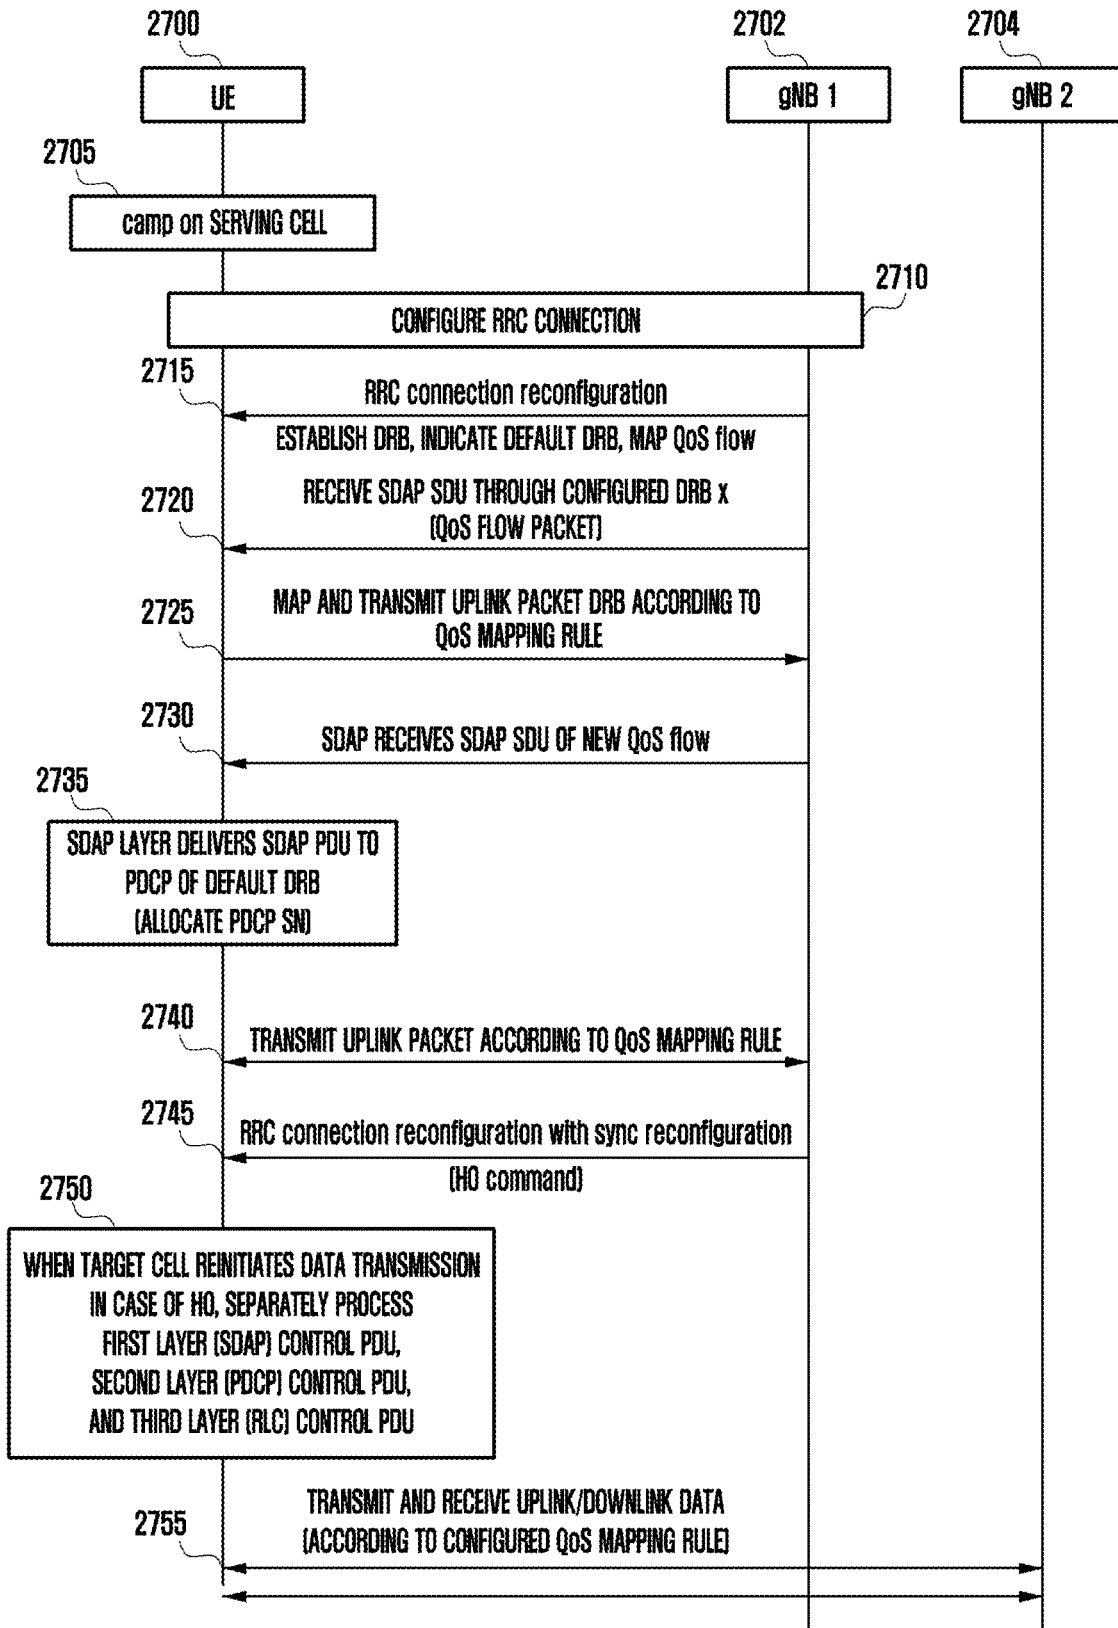 2700
2702
2704
UE
gNB 1
gNB 2
2705
camp on SERVING CELL
2710
CONFIGURE RRC CONNECTION
2715
RRC connection reconfiguration
ESTABLISH DRB, INDICATE DEFAULT DRB, MAP QoS flow
2720
RECEIVE SDAP SDU THROUGH CONFIGURED DRB x
(QoS FLOW PACKET)
2725
MAP AND TRANSMIT UPLINK PACKET DRB ACCORDING TO
QoS MAPPING RULE
2730
SDAP RECEIVES SDAP SDU OF NEW QoS flow
2735
SDAP LAYER DELIVERS SDAP PDU TO
PDCP OF DEFAULT DRB
(ALLOCATE PDCP SN)
2740
TRANSMIT UPLINK PACKET ACCORDING TO QoS MAPPING RULE
2745
RRC connection reconfiguration with sync reconfiguration
(HO command)
2750
WHEN TARGET CELL REINITIATES DATA TRANSMISSION
IN CASE OF HO, SEPARATELY PROCESS
FIRST LAYER (SDAP) CONTROL PDU,
SECOND LAYER (PDCP) CONTROL PDU,
AND THIRD LAYER (RLC) CONTROL PDU
2755
TRANSMIT AND RECEIVE UPLINK/DOWNLINK DATA
(ACCORDING TO CONFIGURED QoS MAPPING RULE)